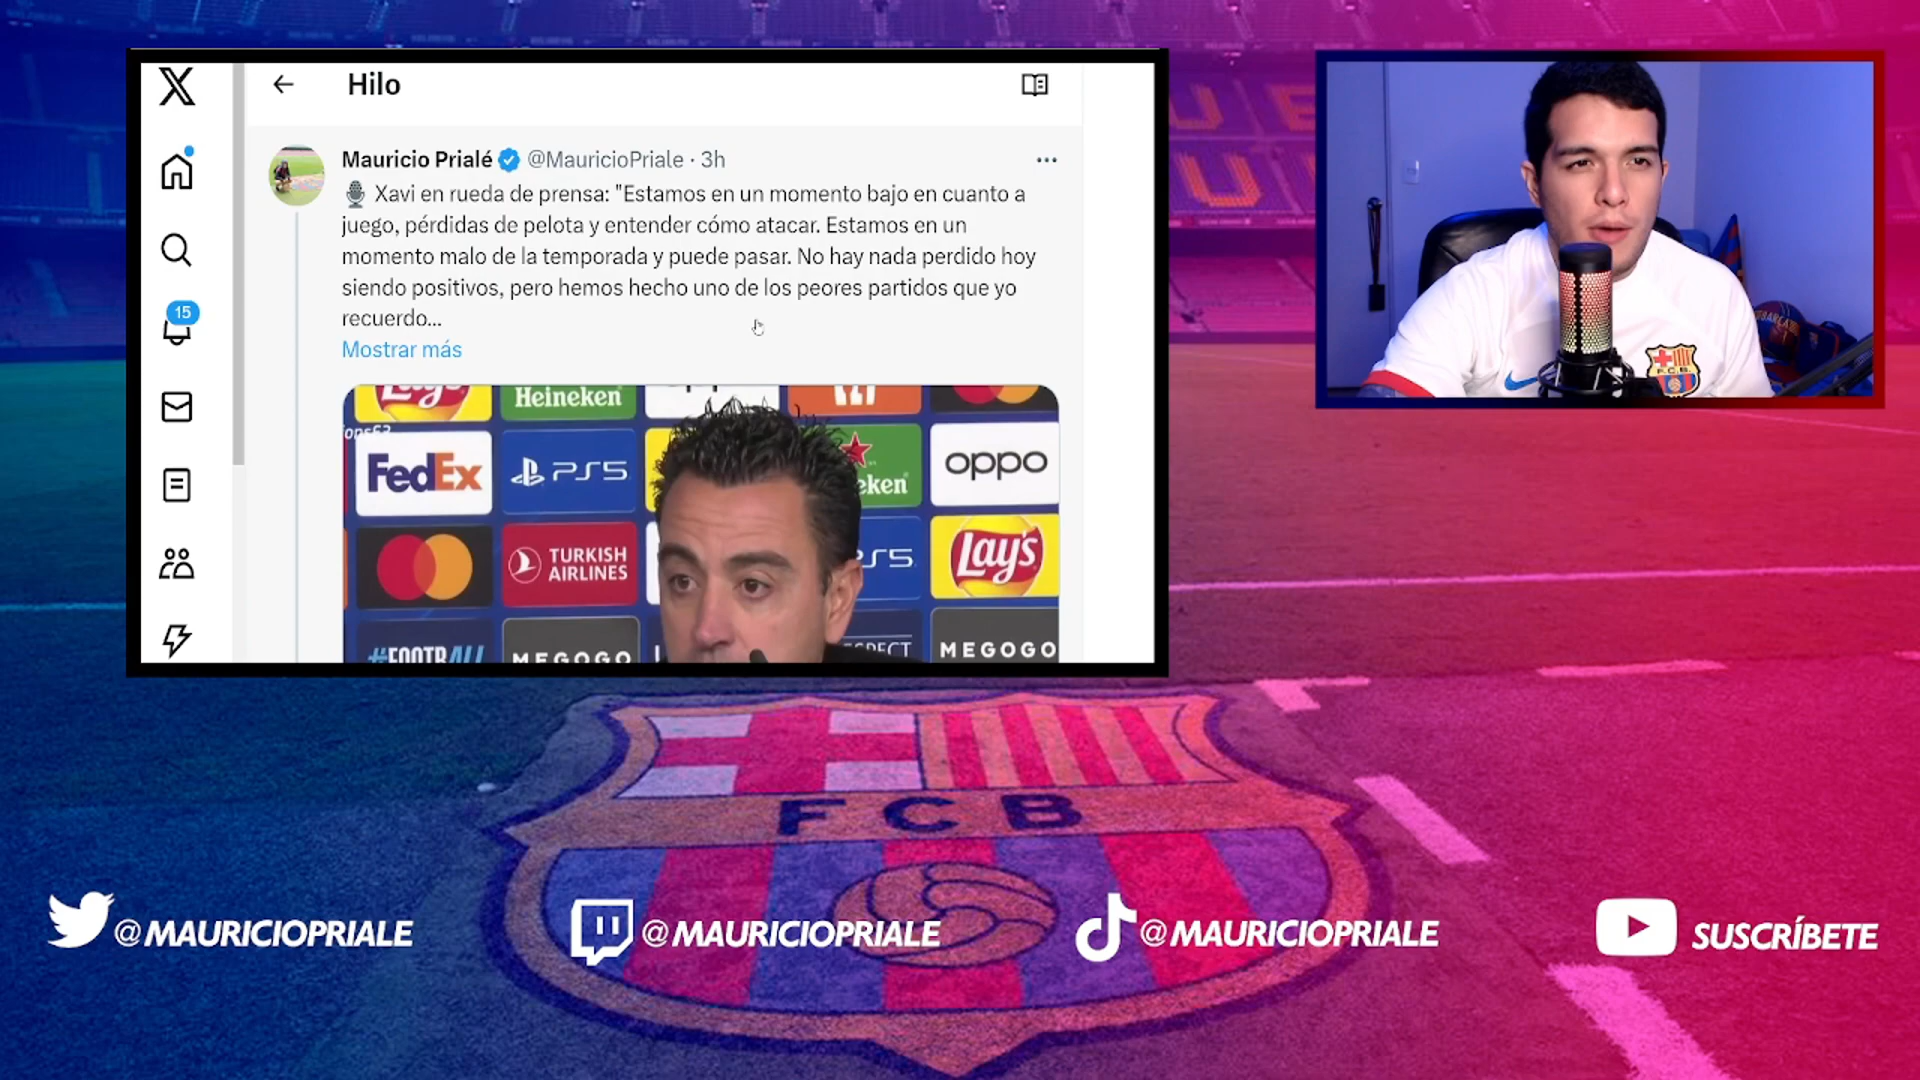 Hilo
Mauricio Prialé @MauricioPriale · 3h
Xavi en rueda de prensa: "Estamos en un momento bajo en cuanto a
juego, pérdidas de pelota y entender cómo atacar. Estamos en un
momento malo de la temporada y puede pasar. No hay nada perdido hoy
siendo positivos, pero hemos hecho uno de los peores partidos que yo
recuerdo...
Mostrar más
15
Lay's
Heineken
FedEx
PS5
oppo
TURKISH
AIRLINES
Lay's
#FOOTBALL
MEGOGO
MEGOGO
F C B
F.C.B.
@MAURICIOPRIALE
@MAURICIOPRIALE
@MAURICIOPRIALE
SUSCRÍBETE